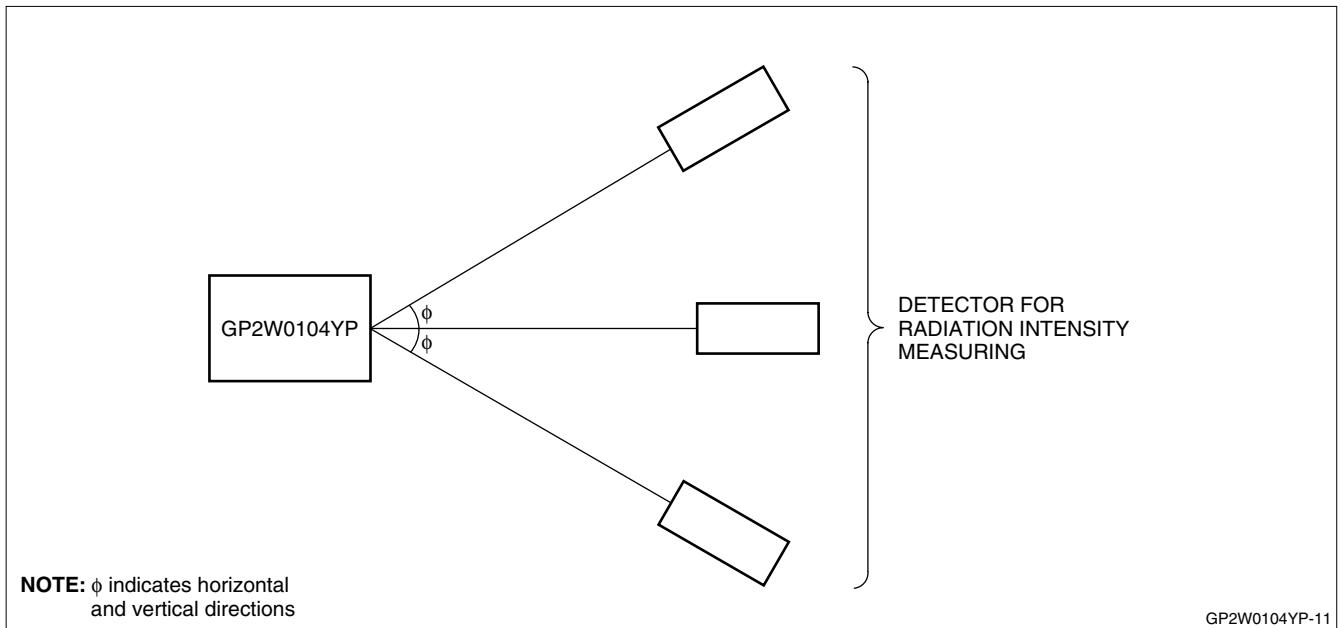 GP2W0104YP
ϕ
ϕ
DETECTOR FOR
RADIATION INTENSITY
MEASURING
NOTE: ϕ indicates horizontal
and vertical directions
GP2W0104YP-11